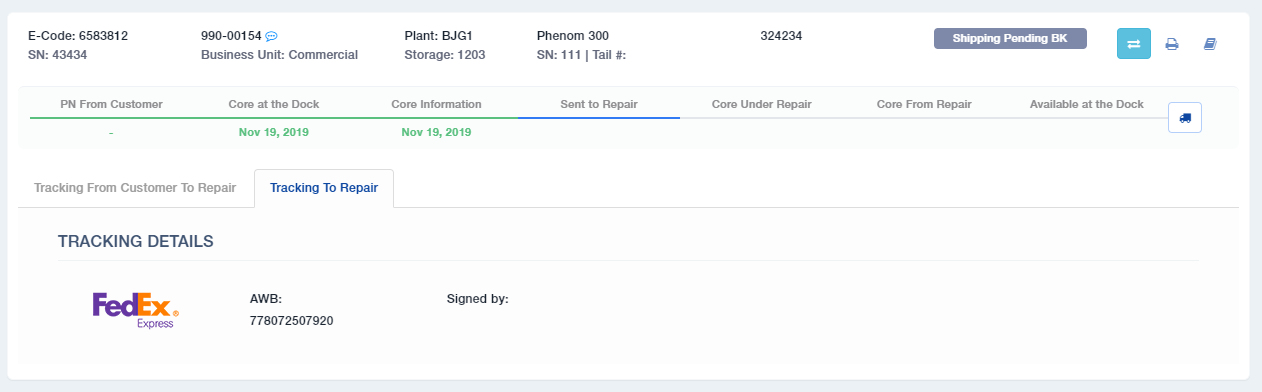 E-Code: 6583812
SN: 43434
990-00154
Business Unit: Commercial
Plant: BJG1
Storage: 1203
Phenom 300
SN: 111 | Tail #:
324234
Shipping Pending BK
PN From Customer
-
Core at the Dock
Nov 19, 2019
Core Information
Nov 19, 2019
Sent to Repair
Core Under Repair
Core From Repair
Available at the Dock
Tracking From Customer To Repair
Tracking To Repair
TRACKING DETAILS
FedEx®
Express
AWB:
778072507920
Signed by: